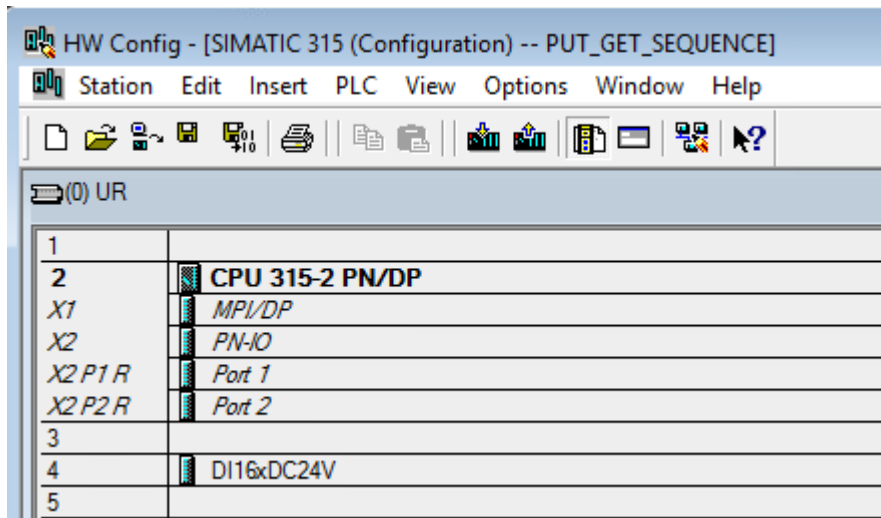 HW Config - [SIMATIC 315 (Configuration) -- PUT_GET_SEQUENCE]
Station Edit Insert PLC View Options Window Help
(0) UR
1
2 CPU 315-2 PN/DP
X1 MPI/DP
X2 PN-IO
X2 P1 R Port 1
X2 P2 R Port 2
3
4 DI16xDC24V
5